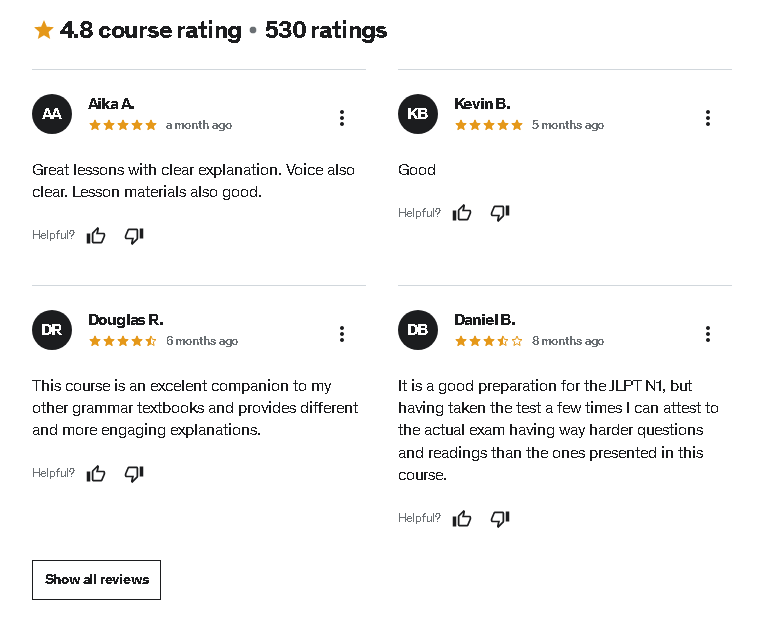 4.8 course rating • 530 ratings
AA
Aika A.
a month ago
Great lessons with clear explanation. Voice also
clear. Lesson materials also good.
Helpful?
KB
Kevin B.
5 months ago
Good
Helpful?
DR
Douglas R.
6 months ago
This course is an excelent companion to my
other grammar textbooks and provides different
and more engaging explanations.
Helpful?
DB
Daniel B.
8 months ago
It is a good preparation for the JLPT N1, but
having taken the test a few times I can attest to
the actual exam having way harder questions
and readings than the ones presented in this
course.
Helpful?
Show all reviews